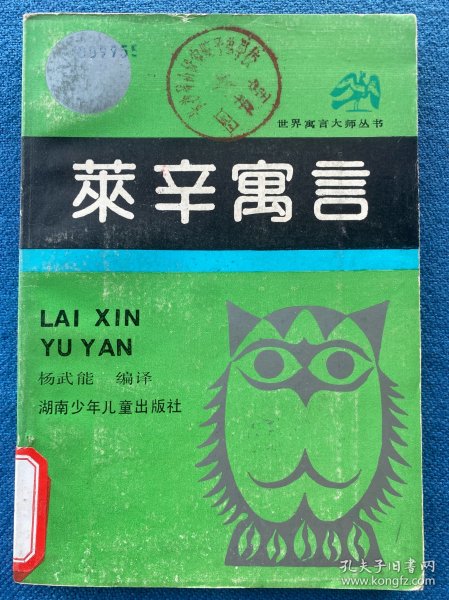 世界寓言大师丛书
萊辛寓言
LAI XIN
YU YAN
杨武能 编译
湖南少年儿童出版社
孔夫子旧书网
www.kongfz.com